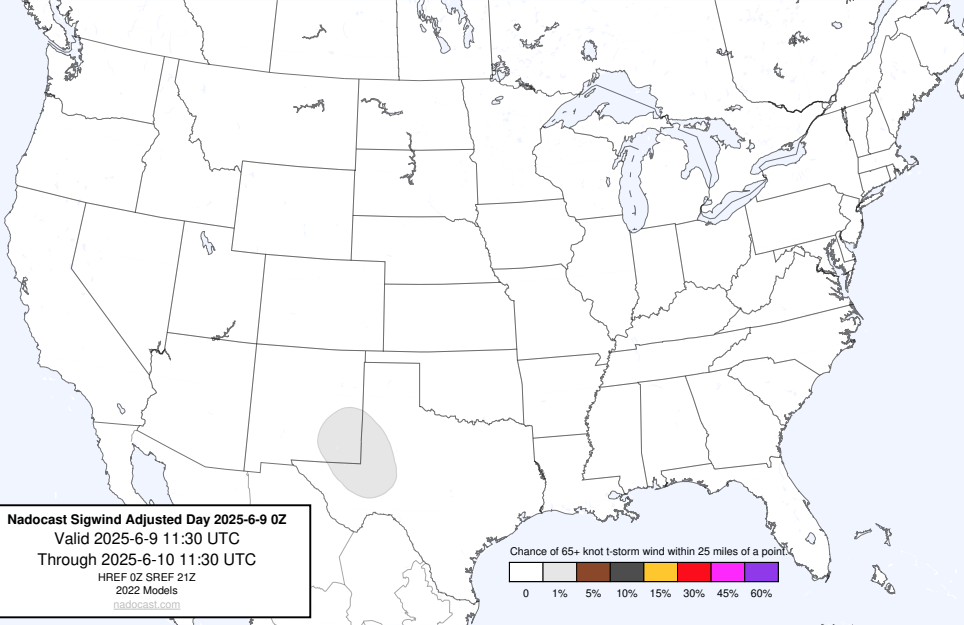 Nadocast Sigwind Adjusted Day 2025-6-9 0Z
Valid 2025-6-9 11:30 UTC
Through 2025-6-10 11:30 UTC
HREF 0Z SREF 21Z
2022 Models
nadocast.com
Chance of 65+ knot t-storm wind within 25 miles of a point.
0 1% 5% 10% 15% 30% 45% 60%